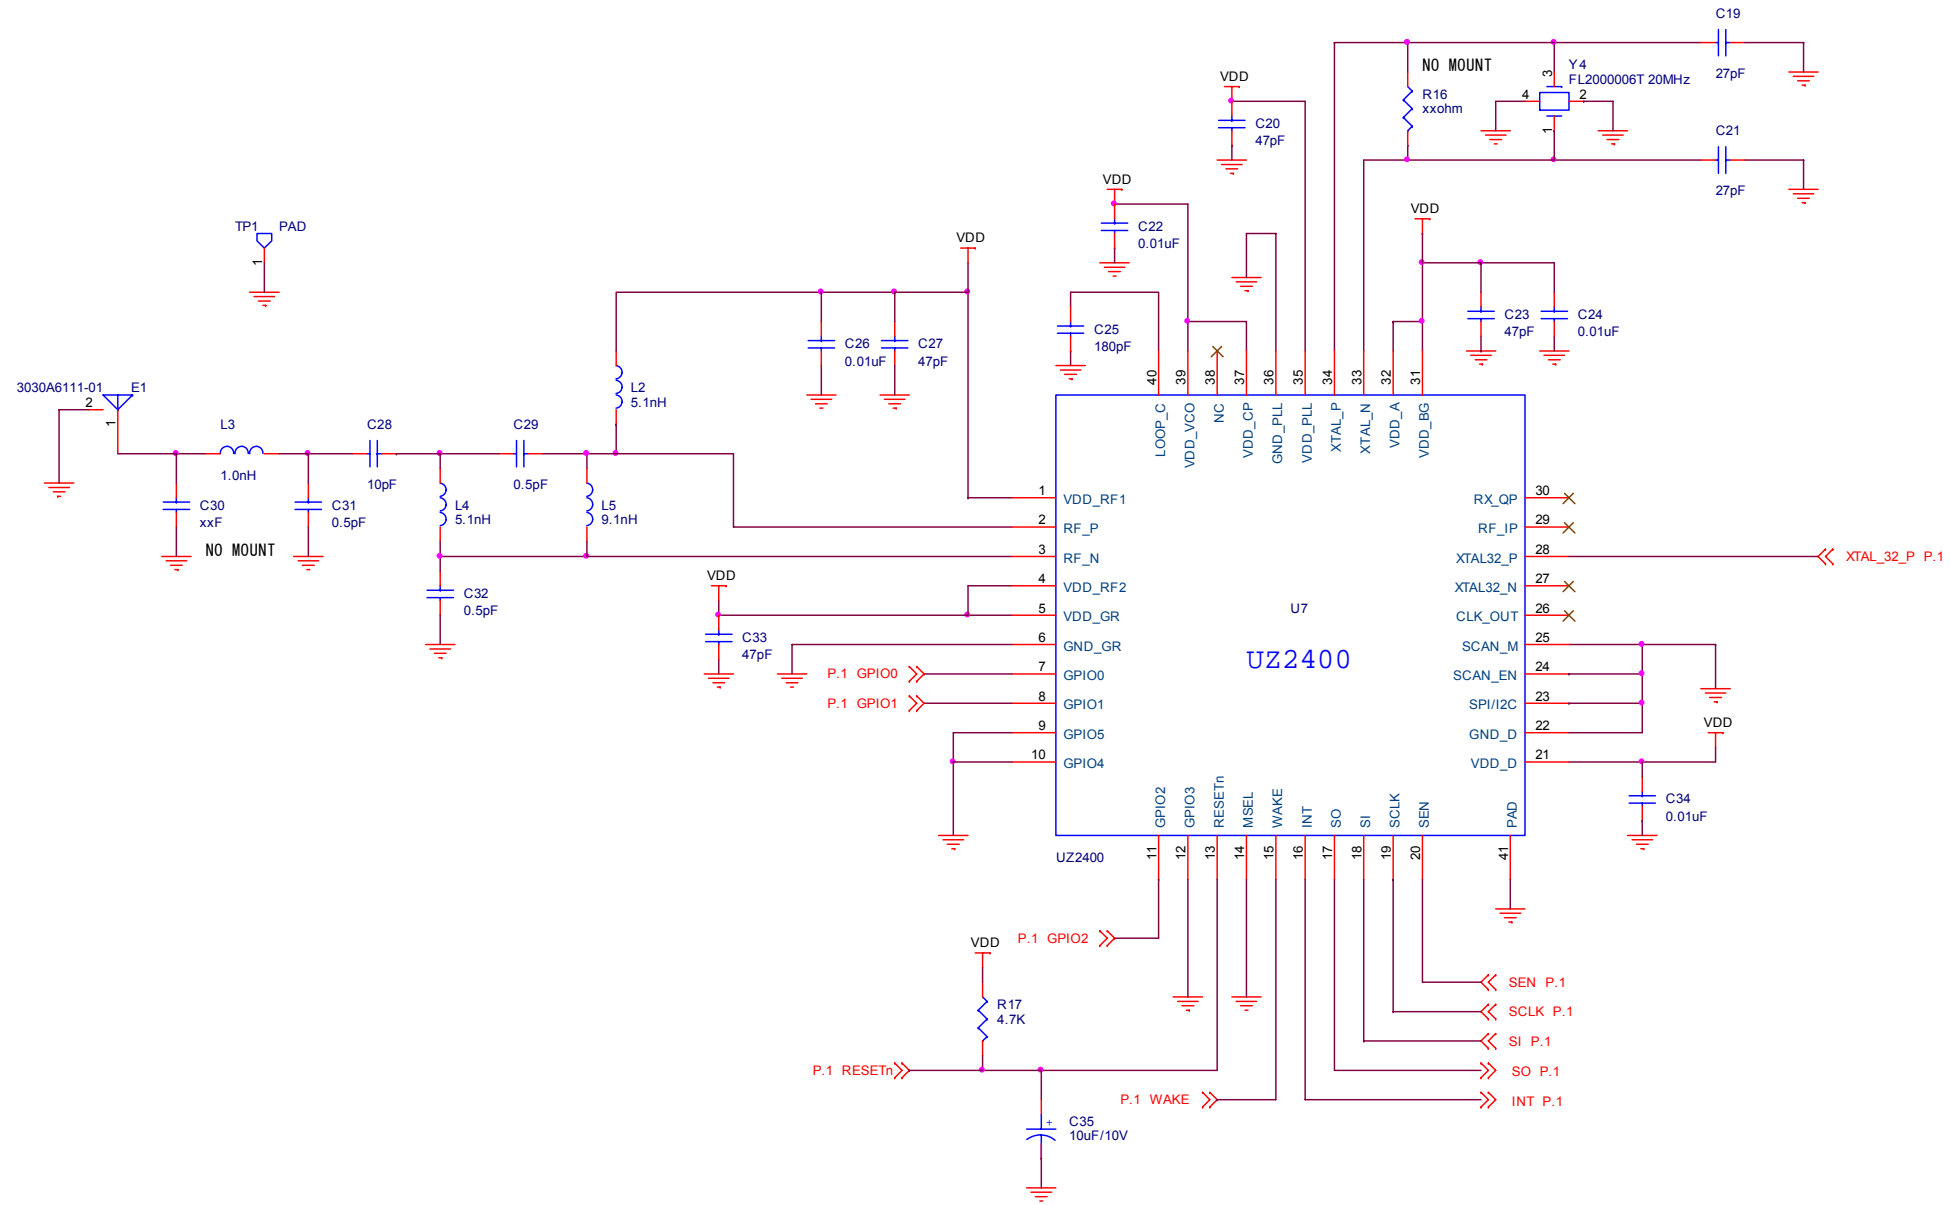 C19
27pF
NO MOUNT
R16
xxohm
Y4
FL2000006T 20MHz
3
4
2
1
C21
27pF
VDD
C20
47pF
VDD
C22
0.01uF
VDD
TP1 PAD
1
VDD
C25
180pF
C23
47pF
C24
0.01uF
C26
0.01uF
C27
47pF
L2
5.1nH
3030A6111-01 E1
2
1
L3
1.0nH
C28
10pF
C29
0.5pF
C30
xxF
NO MOUNT
C31
0.5pF
L4
5.1nH
L5
9.1nH
C32
0.5pF
VDD
C33
47pF
40 39 38 37 36 35 34 33 32 31
LOOP_C
VDD_VCO
NC
VDD_CP
GND_PLL
VDD_PLL
XTAL_P
XTAL_N
VDD_A
VDD_BG
1 VDD_RF1
2 RF_P
3 RF_N
4 VDD_RF2
5 VDD_GR
6 GND_GR
P.1 GPIO0 7 GPIO0
P.1 GPIO1 8 GPIO1
9 GPIO5
10 GPIO4
U7
UZ2400
RX_QP 30
RF_IP 29
XTAL32_P 28 XTAL_32_P P.1
XTAL32_N 27
CLK_OUT 26
SCAN_M 25
SCAN_EN 24
SPI/I2C 23
GND_D 22
VDD_D 21
VDD
C34
0.01uF
GPIO2
GPIO3
RESETn
MSEL
WAKE
INT
SO
SI
SCLK
SEN
PAD
UZ2400
11 12 13 14 15 16 17 18 19 20 41
P.1 GPIO2
VDD
R17
4.7K
P.1 RESETn
P.1 WAKE
C35
+
10uF/10V
SEN P.1
SCLK P.1
SI P.1
SO P.1
INT P.1